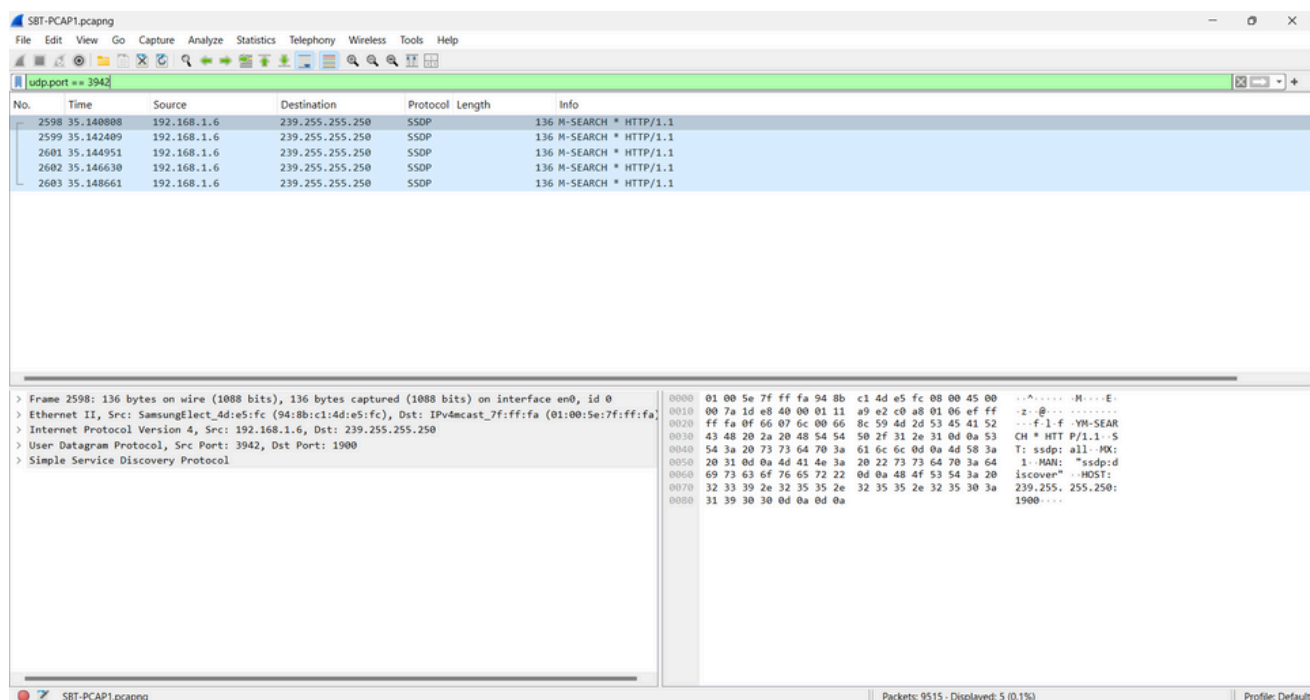 SBT-PCAP1.pcapng
File Edit View Go Capture Analyze Statistics Telephony Wireless Tools Help
udp.port == 3942
No. Time Source Destination Protocol Length Info
2598 35.140808 192.168.1.6 239.255.255.250 SSDP 136 M-SEARCH * HTTP/1.1
2599 35.142409 192.168.1.6 239.255.255.250 SSDP 136 M-SEARCH * HTTP/1.1
2601 35.144951 192.168.1.6 239.255.255.250 SSDP 136 M-SEARCH * HTTP/1.1
2602 35.146630 192.168.1.6 239.255.255.250 SSDP 136 M-SEARCH * HTTP/1.1
2603 35.148661 192.168.1.6 239.255.255.250 SSDP 136 M-SEARCH * HTTP/1.1
> Frame 2598: 136 bytes on wire (1088 bits), 136 bytes captured (1088 bits) on interface en0, id 0
> Ethernet II, Src: SamsungElect_4d:e5:fc (94:8b:c1:4d:e5:fc), Dst: IPv4mcast_7f:ff:fa (01:00:5e:7f:ff:fa)
> Internet Protocol Version 4, Src: 192.168.1.6, Dst: 239.255.255.250
> User Datagram Protocol, Src Port: 3942, Dst Port: 1900
> Simple Service Discovery Protocol
0000 01 00 5e 7f ff fa 94 8b c1 4d e5 fc 08 00 45 00 ··^····· ·M····E·
0010 00 7a 1d e8 40 00 01 11 a9 e2 c0 a8 01 06 ef ff ·z··@··· ········
0020 ff fa 0f 66 07 6c 00 66 8c 59 4d 2d 53 45 41 52 ···f·l·f ·YM-SEAR
0030 43 48 20 2a 20 48 54 54 50 2f 31 2e 31 0d 0a 53 CH * HTT P/1.1··S
0040 54 3a 20 73 73 64 70 3a 61 6c 6c 0d 0a 4d 58 3a T: ssdp: all··MX:
0050 20 31 0d 0a 4d 41 4e 3a 20 22 73 73 64 70 3a 64 1··MAN: "ssdp:d
0060 69 73 63 6f 76 65 72 22 0d 0a 48 4f 53 54 3a 20 iscover" ··HOST:
0070 32 33 39 2e 32 35 35 2e 32 35 35 2e 32 35 30 3a 239.255. 255.250:
0080 31 39 30 30 0d 0a 0d 0a 1900····
SBT-PCAP1.pcapng Packets: 9515 · Displayed: 5 (0.1%) Profile: Default